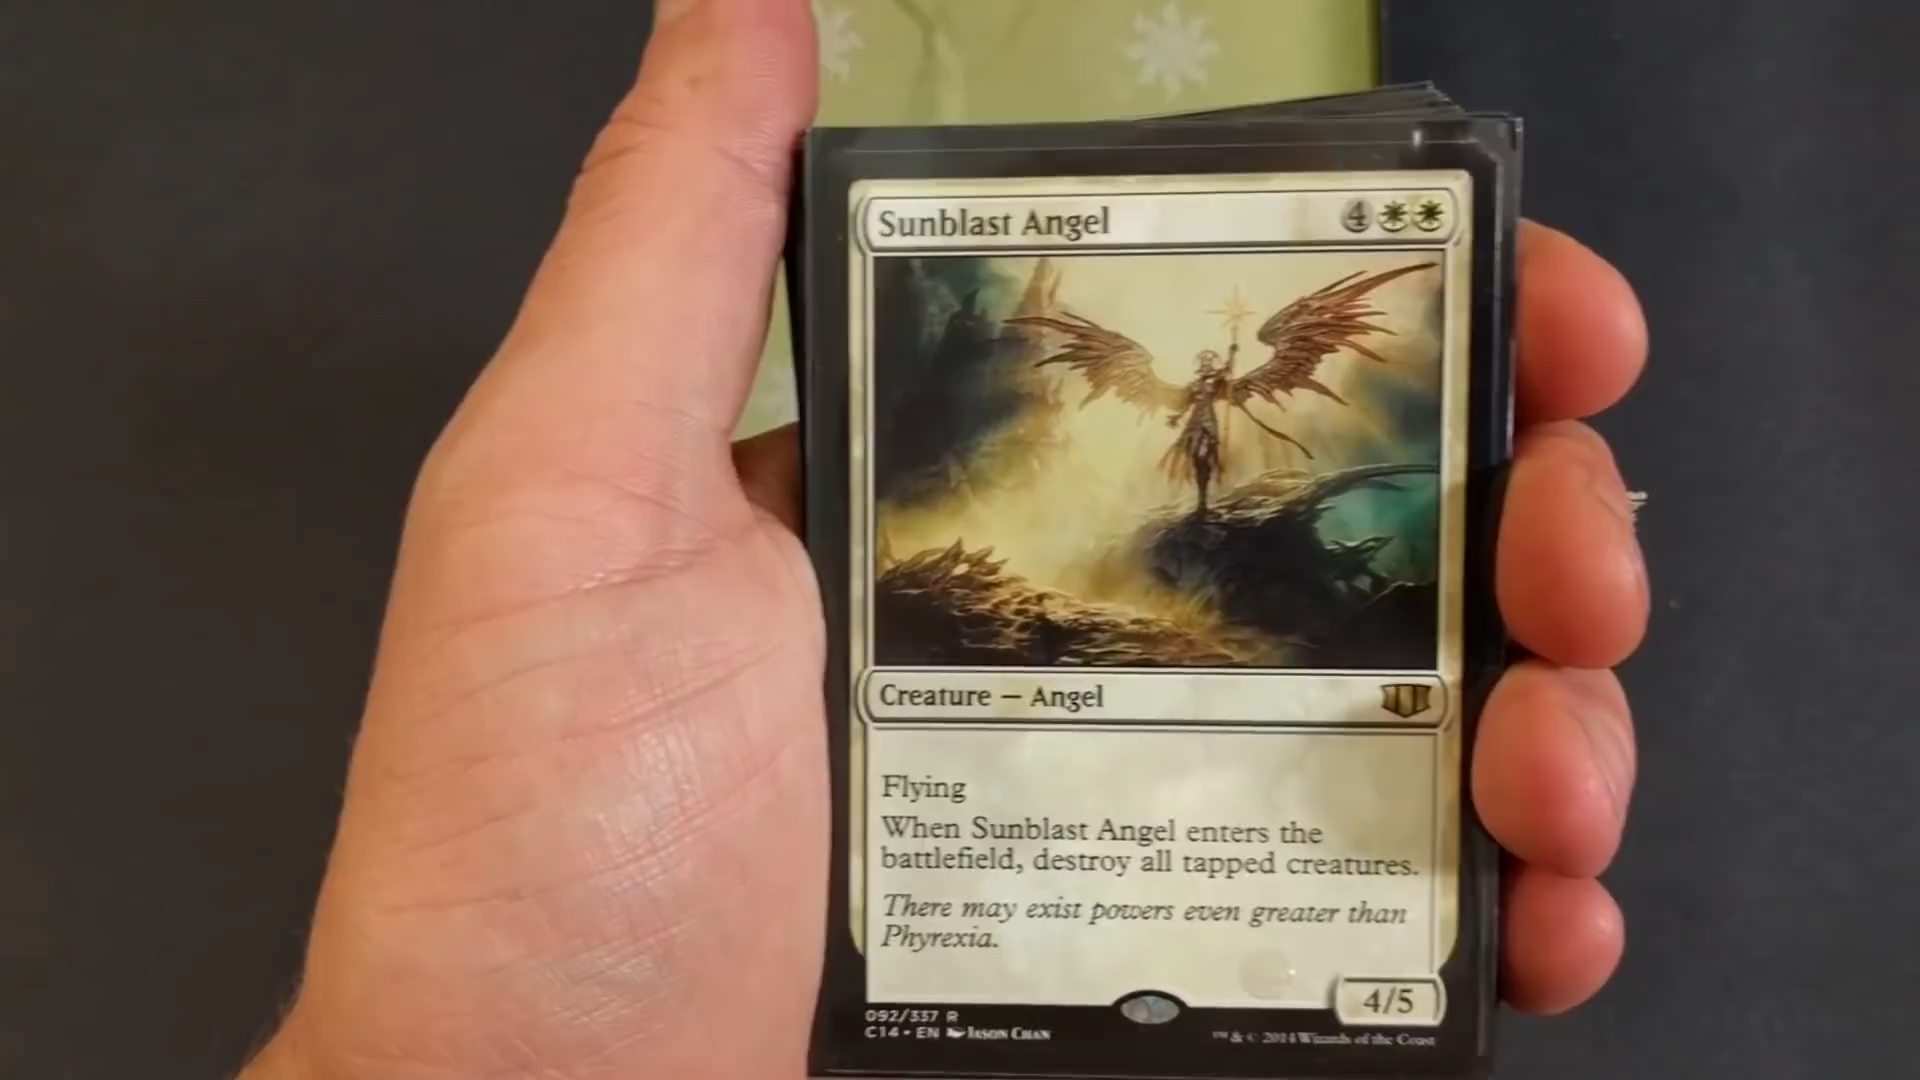 Sunblast Angel 4
Creature — Angel
Flying
When Sunblast Angel enters the
battlefield, destroy all tapped creatures.
There may exist powers even greater than
Phyrexia.
4/5
092/337 R
C14 • EN Jason Chan
™ & © 2014 Wizards of the Coast